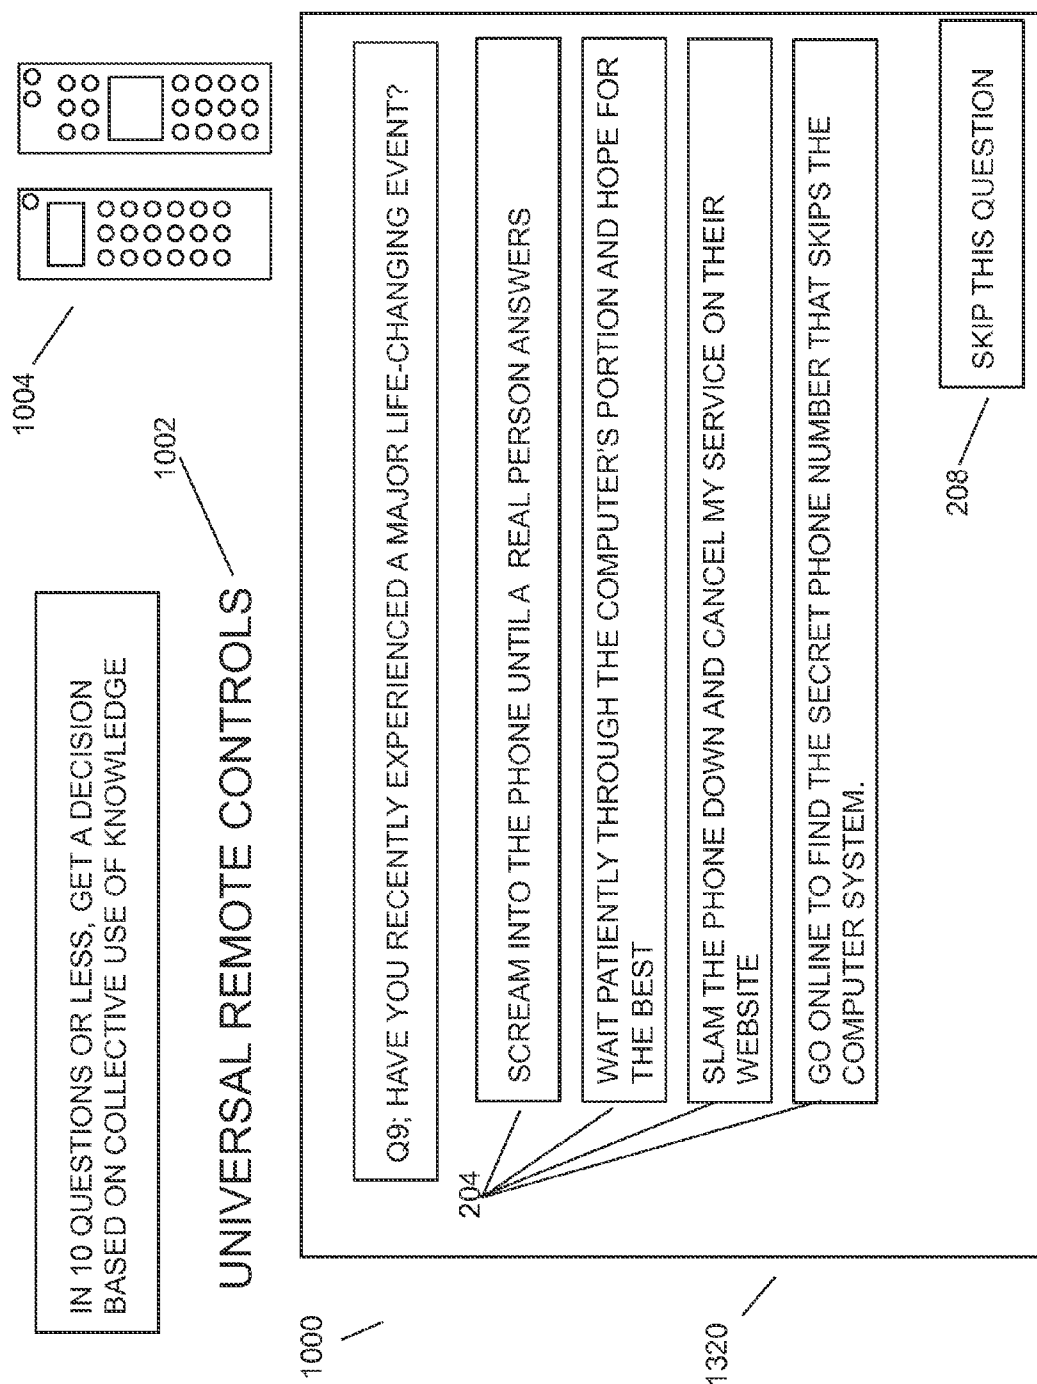 IN 10 QUESTIONS OR LESS, GET A DECISION
BASED ON COLLECTIVE USE OF KNOWLEDGE
1004
UNIVERSAL REMOTE CONTROLS
1002
1000
Q9; HAVE YOU RECENTLY EXPERIENCED A MAJOR LIFE-CHANGING EVENT?
204
SCREAM INTO THE PHONE UNTIL A REAL PERSON ANSWERS
WAIT PATIENTLY THROUGH THE COMPUTER'S PORTION AND HOPE FOR
THE BEST
SLAM THE PHONE DOWN AND CANCEL MY SERVICE ON THEIR
WEBSITE
GO ONLINE TO FIND THE SECRET PHONE NUMBER THAT SKIPS THE
COMPUTER SYSTEM.
1320
208
SKIP THIS QUESTION